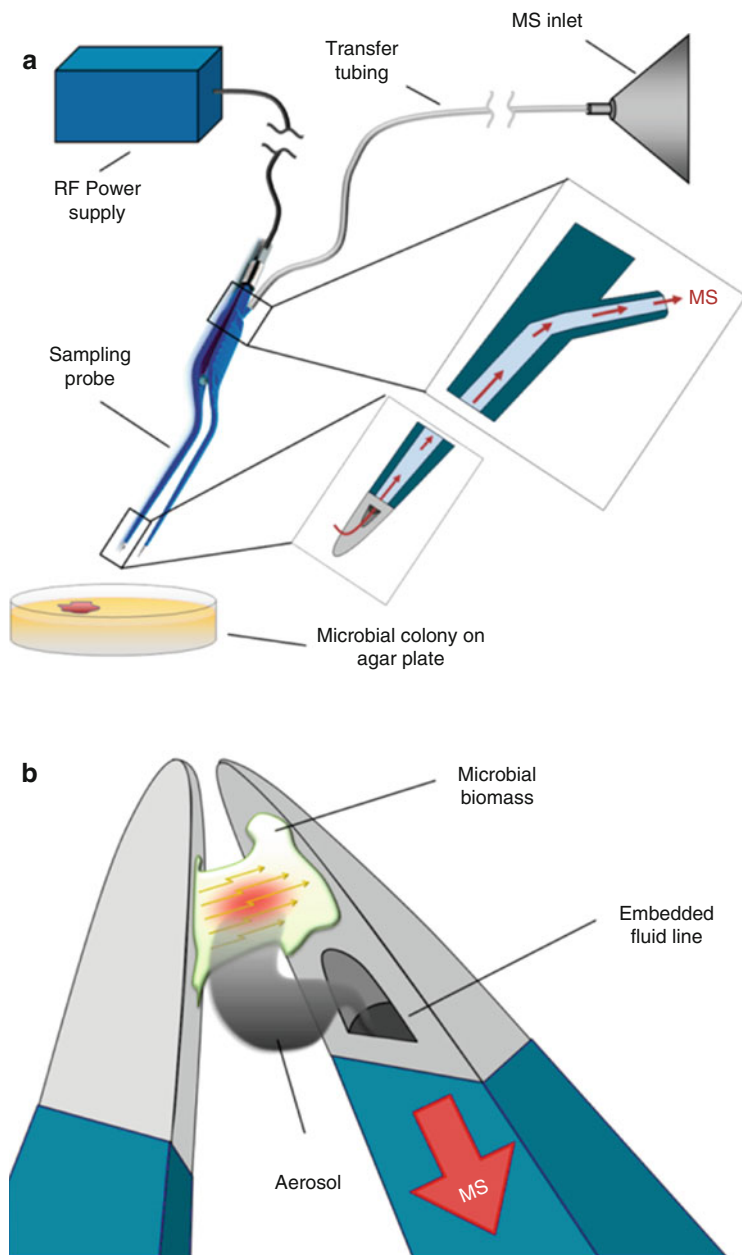 a
MS inlet
Transfer
tubing
RF Power
supply
MS
Sampling
probe
Microbial colony on
agar plate
b
Microbial
biomass
Embedded
fluid line
Aerosol
MS